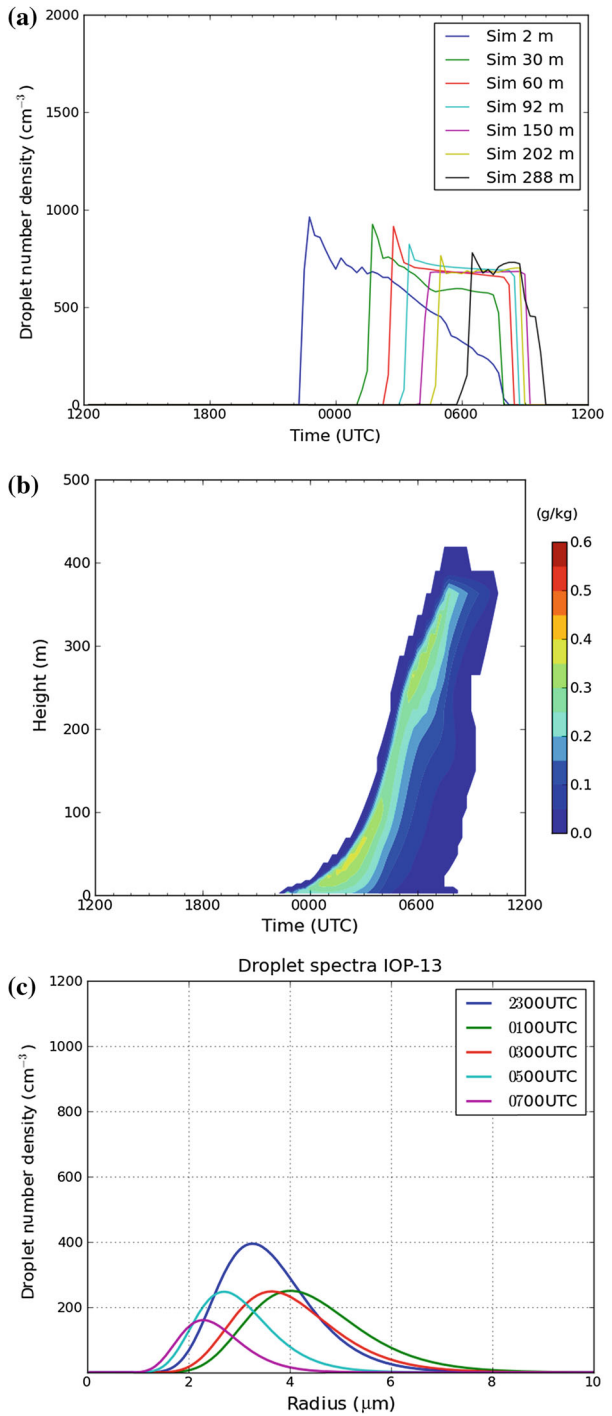 (a)
2000
1500
1000
500
0
Droplet number density (cm⁻³)
Sim 2 m
Sim 30 m
Sim 60 m
Sim 92 m
Sim 150 m
Sim 202 m
Sim 288 m
1200 1800 0000 0600 1200
Time (UTC)
(b)
500
400
300
200
100
0
Height (m)
(g/kg)
0.6
0.5
0.4
0.3
0.2
0.1
0.0
1200 1800 0000 0600 1200
Time (UTC)
Droplet spectra IOP-13
(c)
1200
1000
800
600
400
200
Droplet number density (cm⁻³)
2300UTC
0100UTC
0300UTC
0500UTC
0700UTC
0 2 4 6 8 10
Radius (μm)